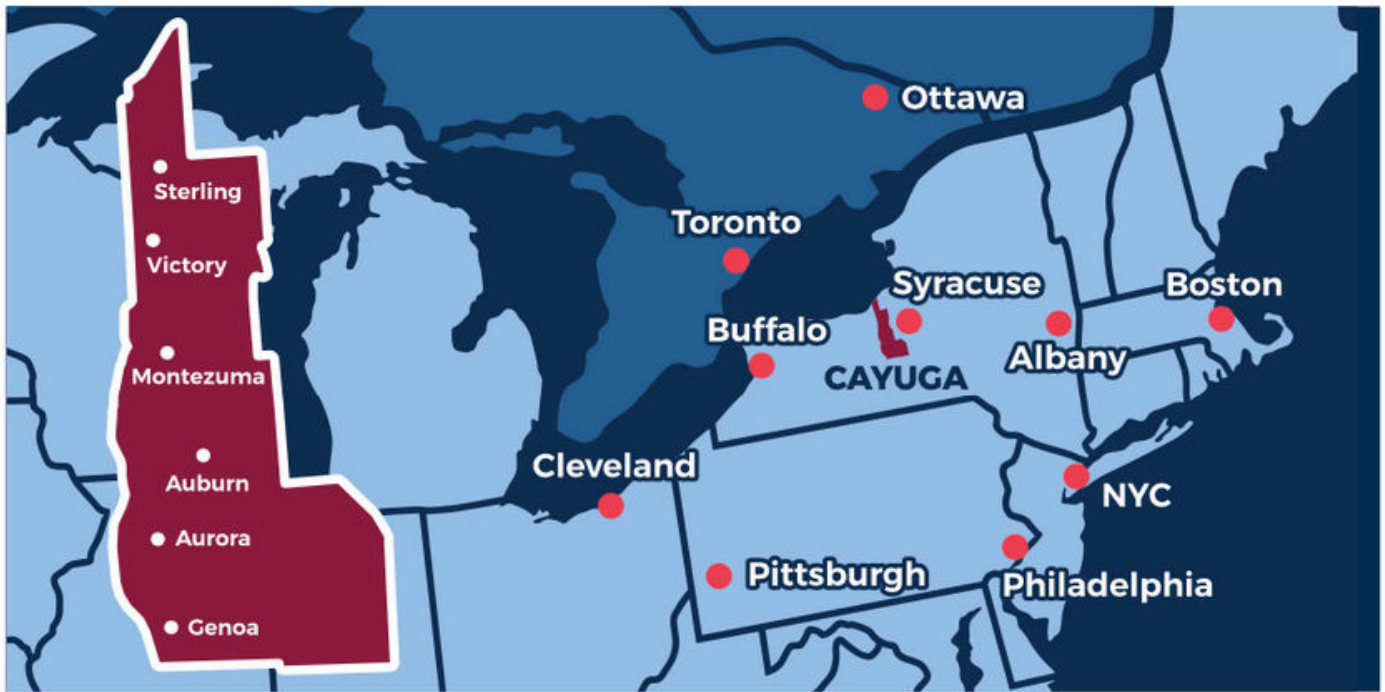 Ottawa
Sterling
Toronto
Victory
Syracuse
Boston
Buffalo
Albany
CAYUGA
Montezuma
Cleveland
Auburn
NYC
Aurora
Pittsburgh
Philadelphia
Genoa